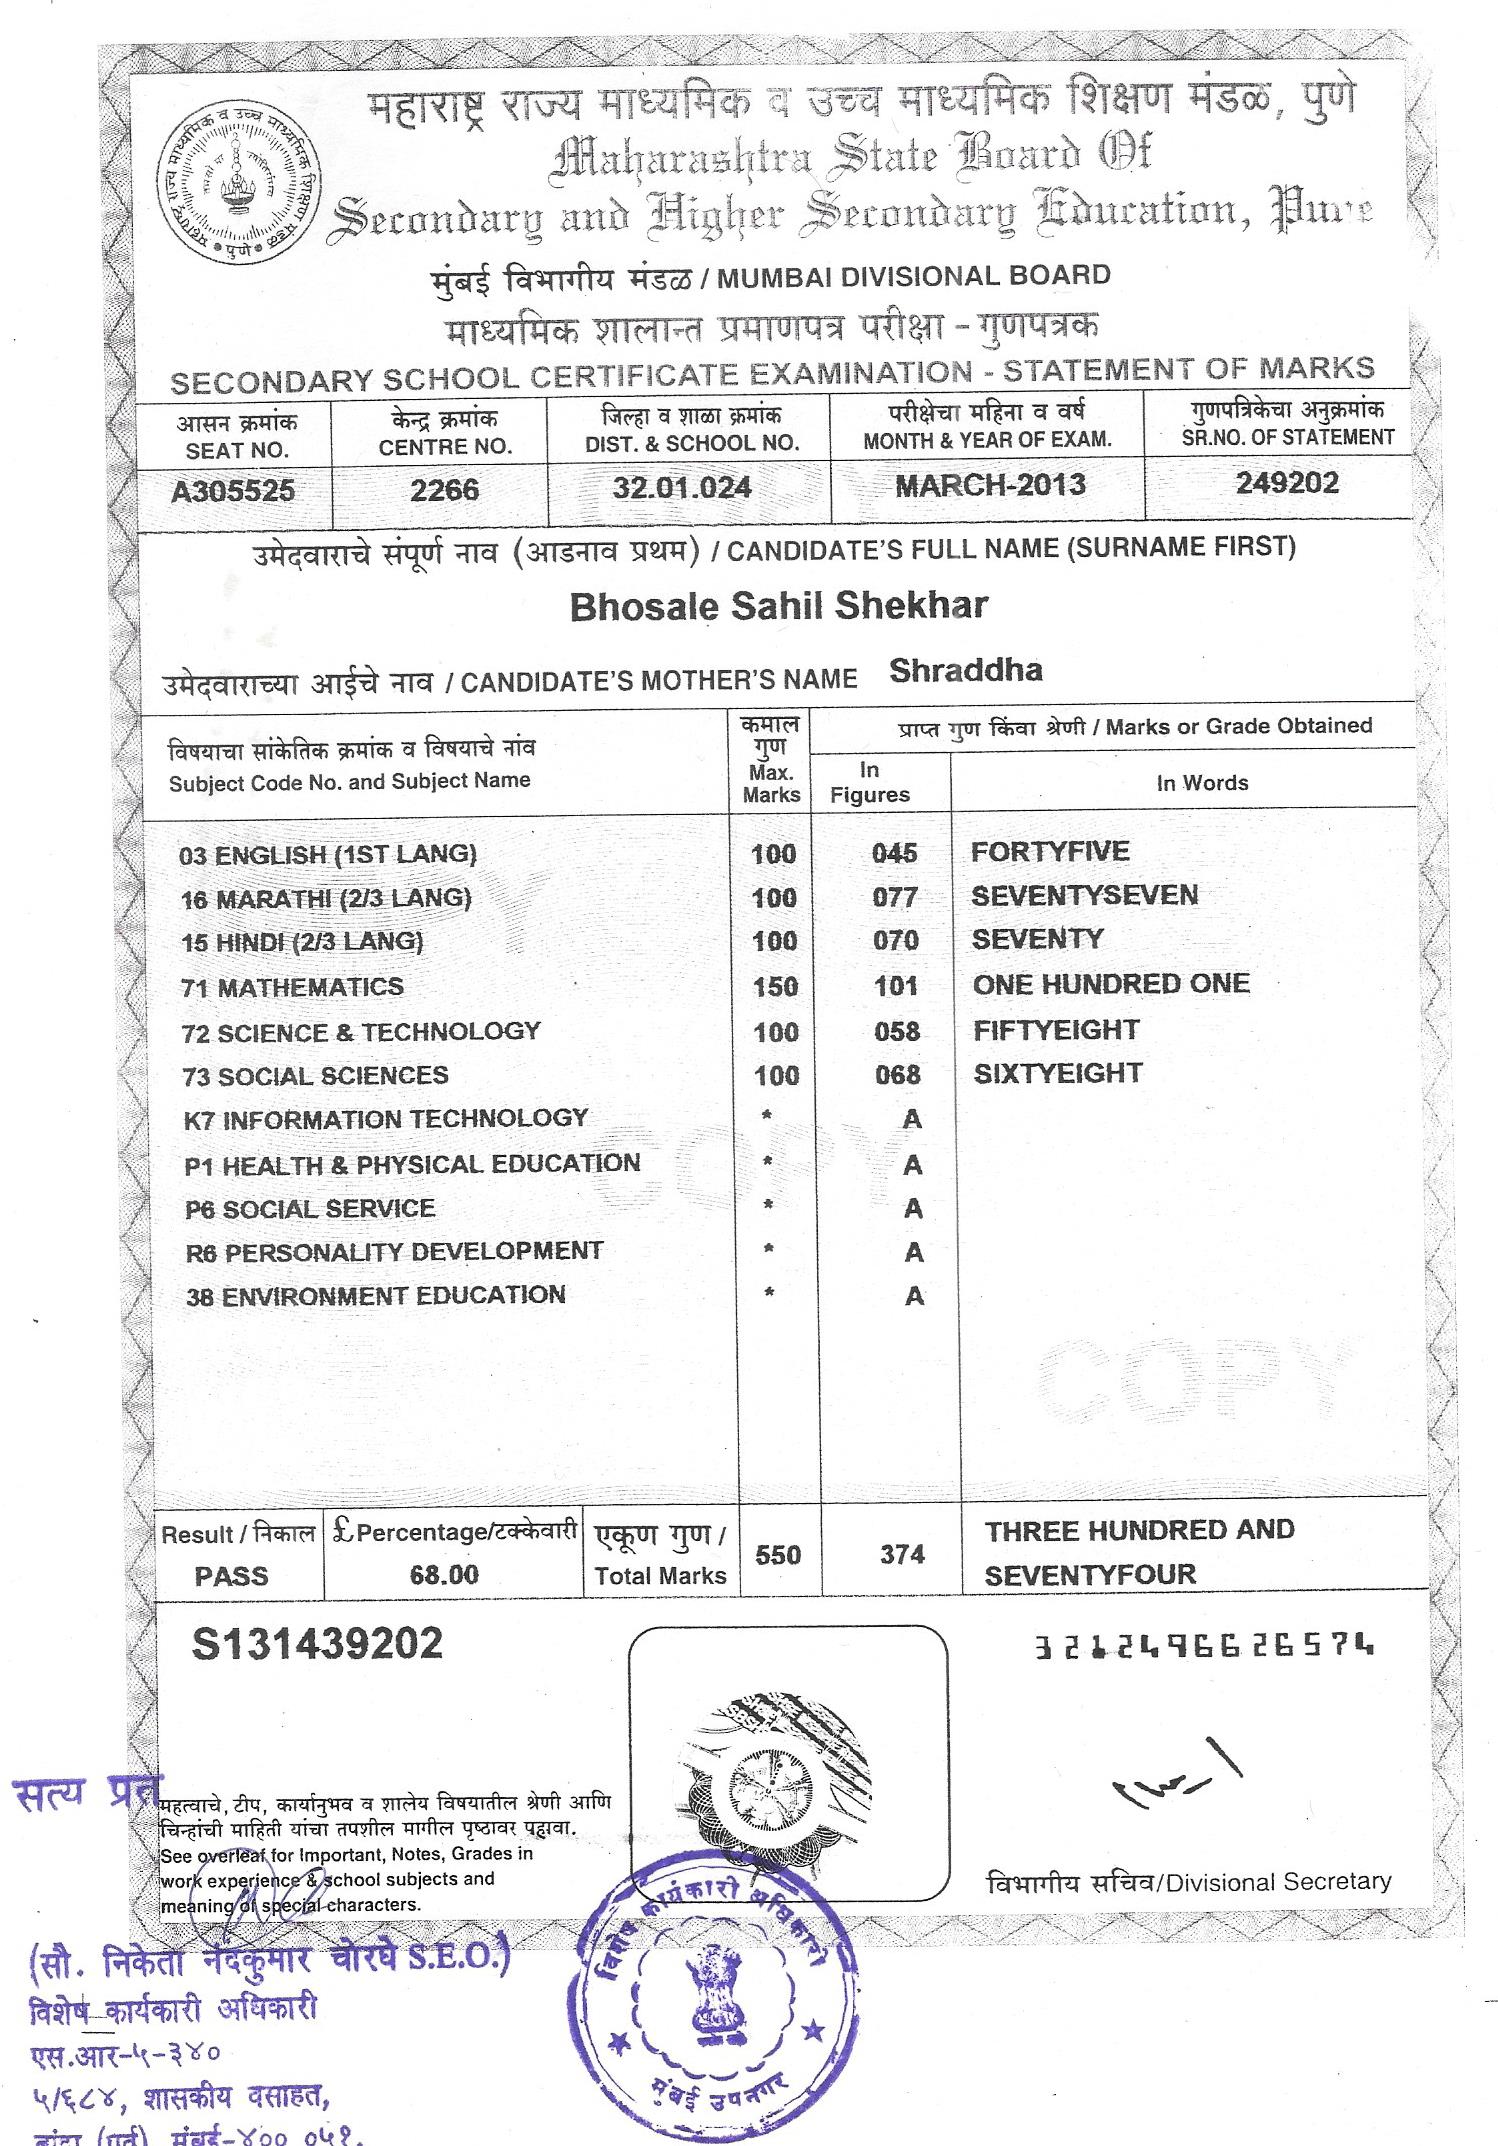 महाराष्ट्र राज्य माध्यमिक व उच्च माध्यमिक शिक्षण मंडळ, पुणे
Maharashtra State Board Of
Secondary and Higher Secondary Education, Pune
मुंबई विभागीय मंडळ / MUMBAI DIVISIONAL BOARD
माध्यमिक शालान्त प्रमाणपत्र परीक्षा - गुणपत्रक
SECONDARY SCHOOL CERTIFICATE EXAMINATION - STATEMENT OF MARKS
आसन क्रमांक केन्द्र क्रमांक जिल्हा व शाळा क्रमांक परीक्षेचा महिना व वर्ष गुणपत्रिकेचा अनुक्रमांक
SEAT NO. CENTRE NO. DIST. & SCHOOL NO. MONTH & YEAR OF EXAM. SR.NO. OF STATEMENT
A305525 2266 32.01.024 MARCH-2013 249202
उमेदवाराचे संपूर्ण नाव (आडनाव प्रथम) / CANDIDATE'S FULL NAME (SURNAME FIRST)
Bhosale Sahil Shekhar
उमेदवाराच्या आईचे नाव / CANDIDATE'S MOTHER'S NAME Shraddha
विषयाचा सांकेतिक क्रमांक व विषयाचे नांव
Subject Code No. and Subject Name
कमाल
गुण
Max.
Marks
प्राप्त गुण किंवा श्रेणी / Marks or Grade Obtained
In
Figures
In Words
03 ENGLISH (1ST LANG) 100 045 FORTYFIVE
16 MARATHI (2/3 LANG) 100 077 SEVENTYSEVEN
15 HINDI (2/3 LANG) 100 070 SEVENTY
71 MATHEMATICS 150 101 ONE HUNDRED ONE
72 SCIENCE & TECHNOLOGY 100 058 FIFTYEIGHT
73 SOCIAL SCIENCES 100 068 SIXTYEIGHT
K7 INFORMATION TECHNOLOGY * A
P1 HEALTH & PHYSICAL EDUCATION * A
P6 SOCIAL SERVICE * A
R6 PERSONALITY DEVELOPMENT * A
38 ENVIRONMENT EDUCATION * A
COPY
COPY
Result / निकाल £ Percentage/टक्केवारी एकूण गुण / 550 374 THREE HUNDRED AND
PASS 68.00 Total Marks SEVENTYFOUR
S131439202
3212496626574
सत्य प्रत
महत्वाचे, टीप, कार्यानुभव व शालेय विषयातील श्रेणी आणि
चिन्हांची माहिती यांचा तपशील मागील पृष्ठावर पहावा.
See overleaf for Important, Notes, Grades in
work experience & school subjects and
meaning of special characters.
विभागीय सचिव/Divisional Secretary
(सौ. निकेता नंदकुमार चोरघे S.E.O.)
विशेष कार्यकारी अधिकारी
एस.आर-५-३४०
५/६८४, शासकीय वसाहत,
बांद्रा (पूर्व), मुंबई-४०० ०५१.
विशेष कार्यकारी अधिकारी
मुंबई उपनगर